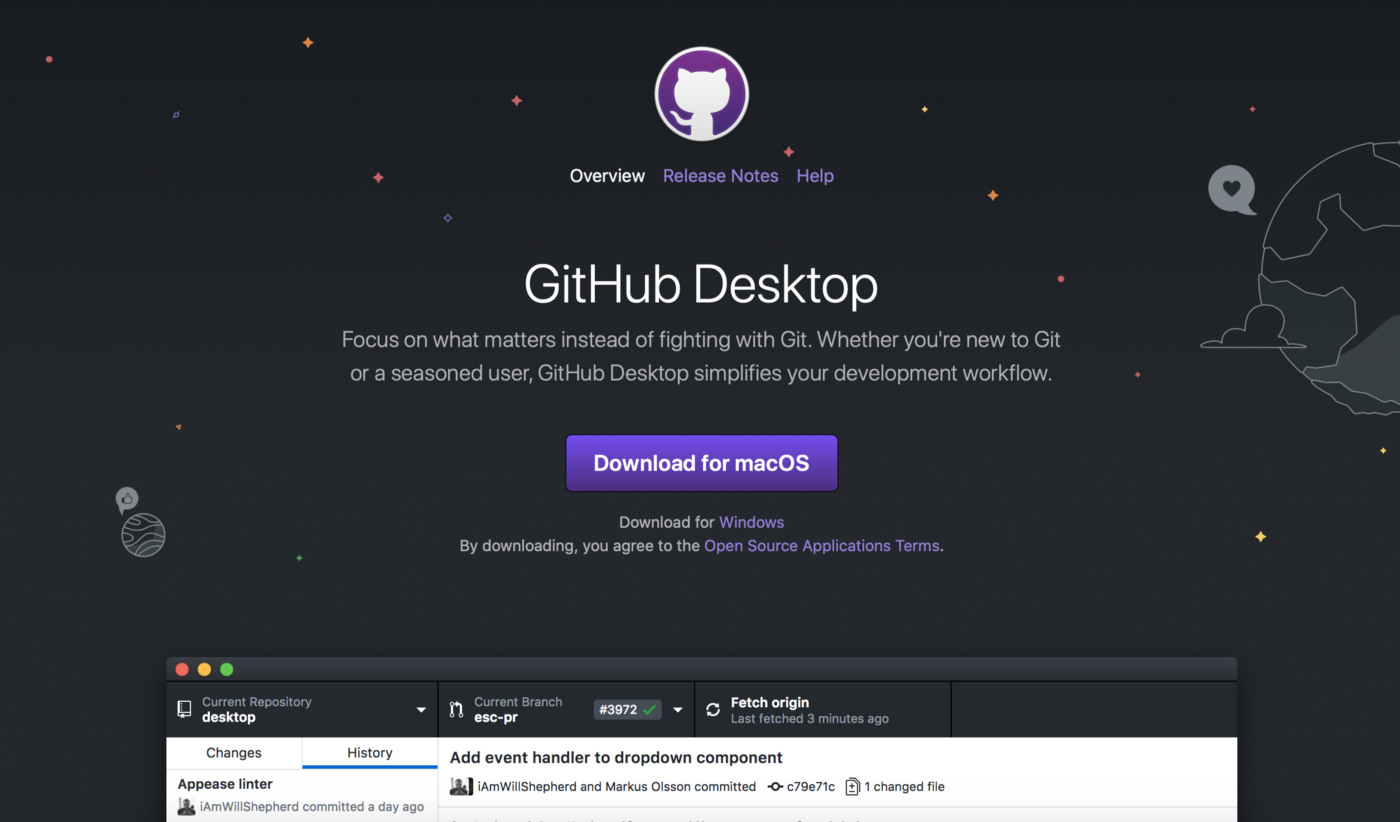 Overview Release Notes Help
GitHub Desktop
Focus on what matters instead of fighting with Git. Whether you're new to Git
or a seasoned user, GitHub Desktop simplifies your development workflow.
Download for macOS
Download for Windows
By downloading, you agree to the Open Source Applications Terms.
Current Repository
desktop
Current Branch
esc-pr
#3972
Fetch origin
Last fetched 3 minutes ago
Changes
History
Appease linter
iAmWillShepherd committed a day ago
Add event handler to dropdown component
iAmWillShepherd and Markus Olsson committed c79e71c 1 changed file